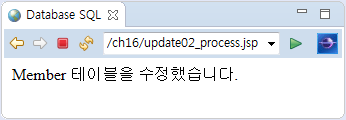 Database SQL
/ch16/update02_process.jsp
Member 테이블을 수정했습니다.